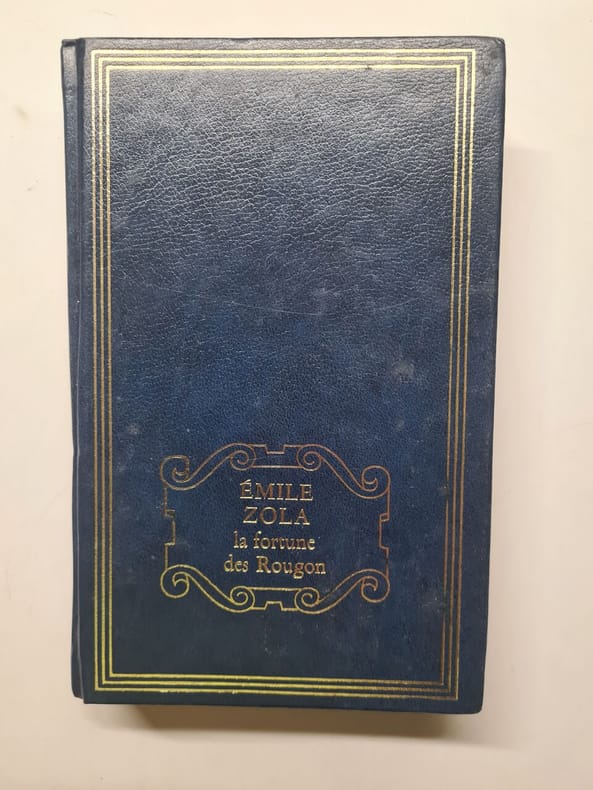 ÉMILE
ZOLA
la fortune
des Rougon